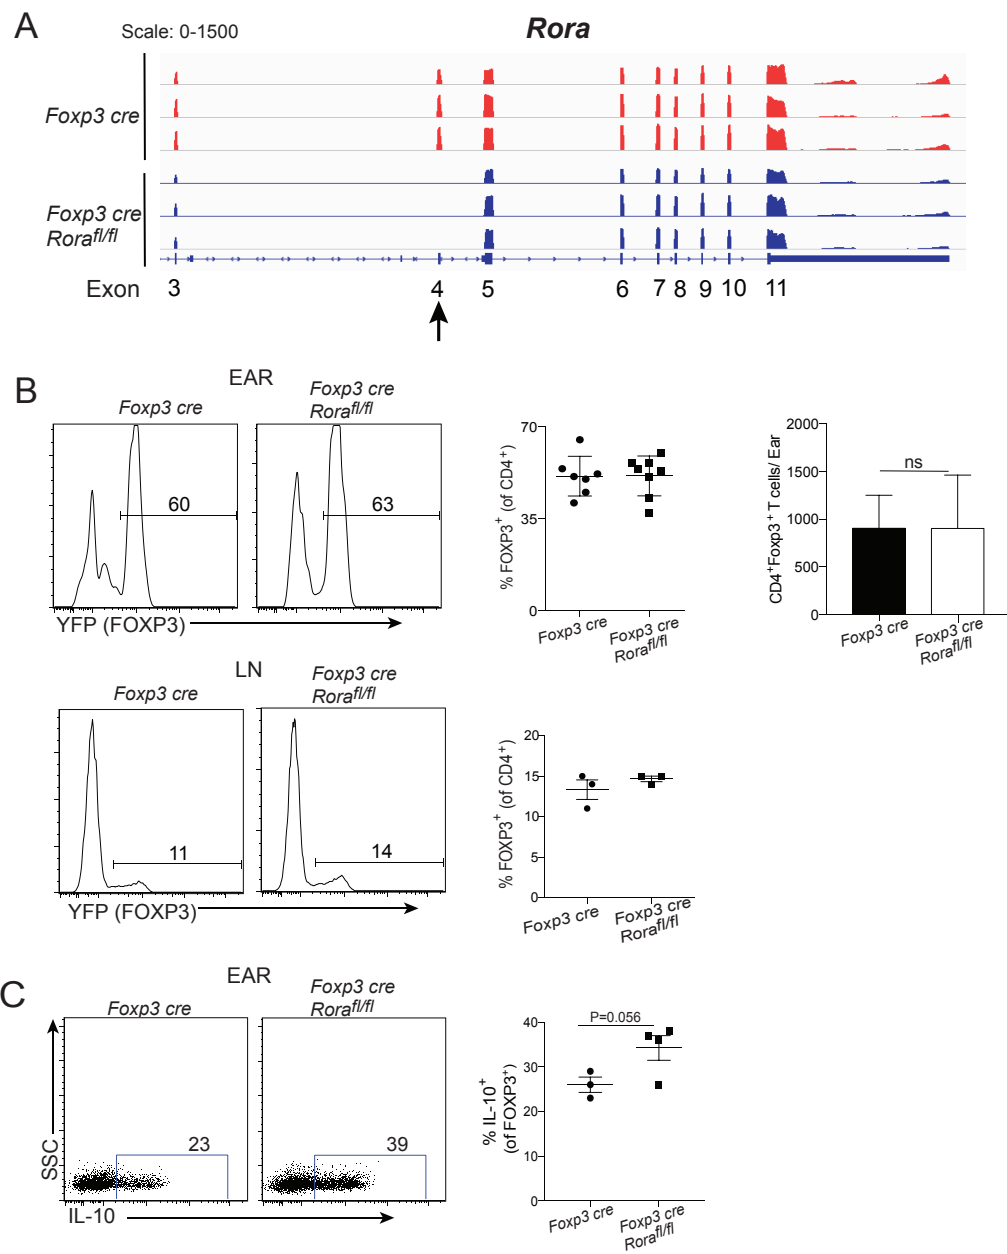 A
Scale: 0-1500
Rora
Foxp3 cre
Foxp3 cre
Rorafl/fl
Exon 3 4 5 6 7 8 9 10 11
B
EAR
Foxp3 cre
Foxp3 cre
Rorafl/fl
60
63
YFP (FOXP3)
% FOXP3+ (of CD4+)
70
35
0
Foxp3 cre
Foxp3 cre
Rorafl/fl
CD4+Foxp3+ T cells/ Ear
2000
1500
1000
500
0
ns
Foxp3 cre
Foxp3 cre
Rorafl/fl
LN
Foxp3 cre
Foxp3 cre
Rorafl/fl
11
14
YFP (FOXP3)
% FOXP3+ (of CD4+)
20
15
10
5
0
Foxp3 cre
Foxp3 cre
Rorafl/fl
C
EAR
Foxp3 cre
Foxp3 cre
Rorafl/fl
SSC
23
39
IL-10
% IL-10+
(of FOXP3+)
40
30
20
10
0
P=0.056
Foxp3 cre
Foxp3 cre
Rorafl/fl